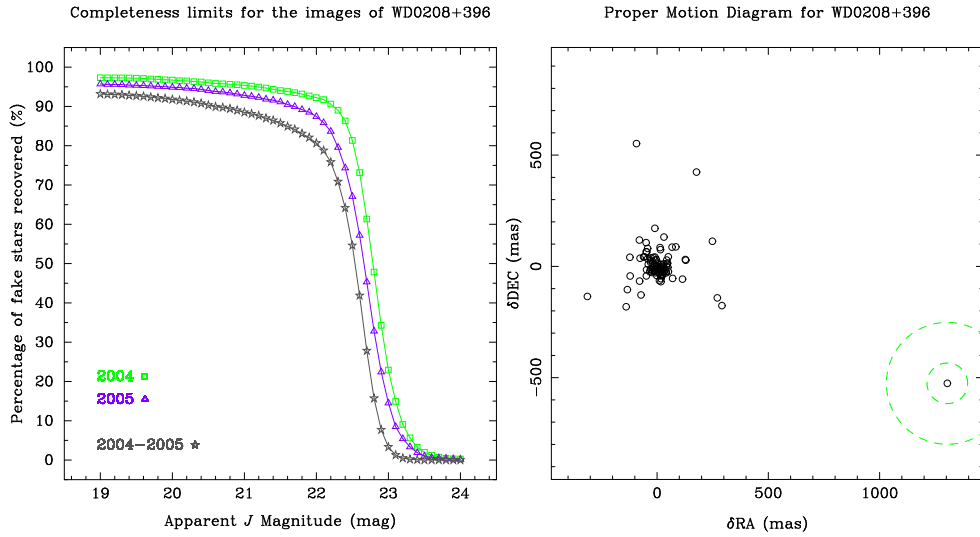 Completeness limits for the images of WD0208+396
Percentage of fake stars recovered (%)
100
90
80
70
60
50
40
30
20
10
0
2004
2005
2004−2005
19 20 21 22 23 24
Apparent J Magnitude (mag)
Proper Motion Diagram for WD0208+396
δDEC (mas)
500
0
−500
0 500 1000
δRA (mas)